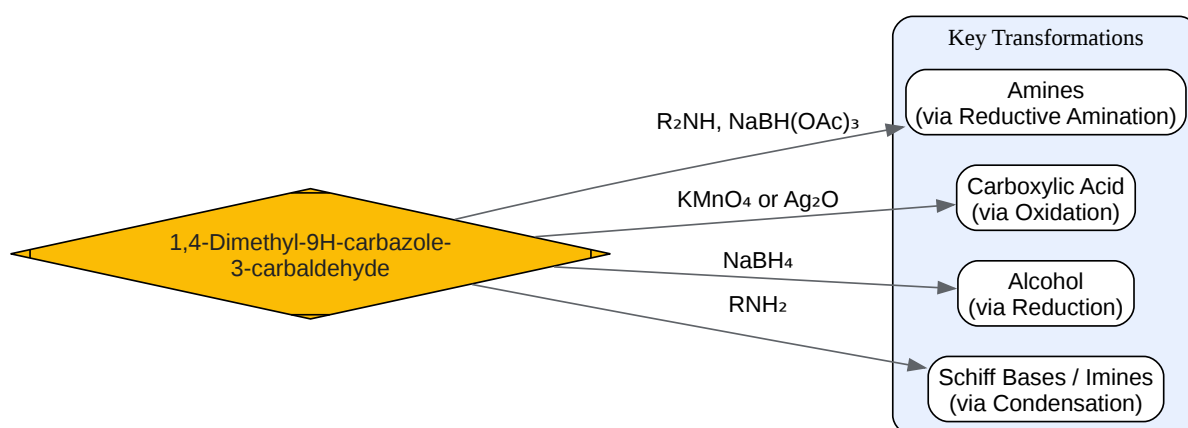 Key Transformations
Amines
(via Reductive Amination)
R₂NH, NaBH(OAc)₃
KMnO₄ or Ag₂O
Carboxylic Acid
(via Oxidation)
1,4-Dimethyl-9H-carbazole-
3-carbaldehyde
NaBH₄
Alcohol
(via Reduction)
RNH₂
Schiff Bases / Imines
(via Condensation)